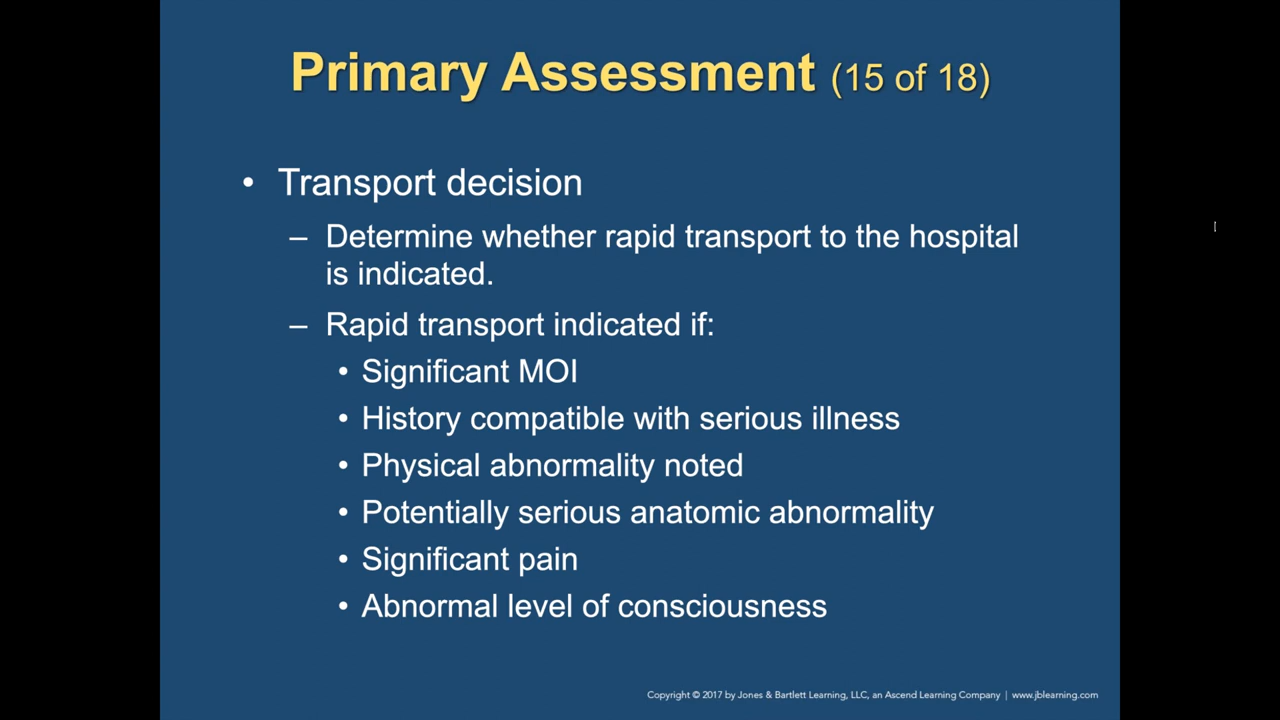 Primary Assessment (15 of 18)
• Transport decision
– Determine whether rapid transport to the hospital
is indicated.
– Rapid transport indicated if:
• Significant MOI
• History compatible with serious illness
• Physical abnormality noted
• Potentially serious anatomic abnormality
• Significant pain
• Abnormal level of consciousness
Copyright © 2017 by Jones & Bartlett Learning, LLC, an Ascend Learning Company | www.jblearning.com